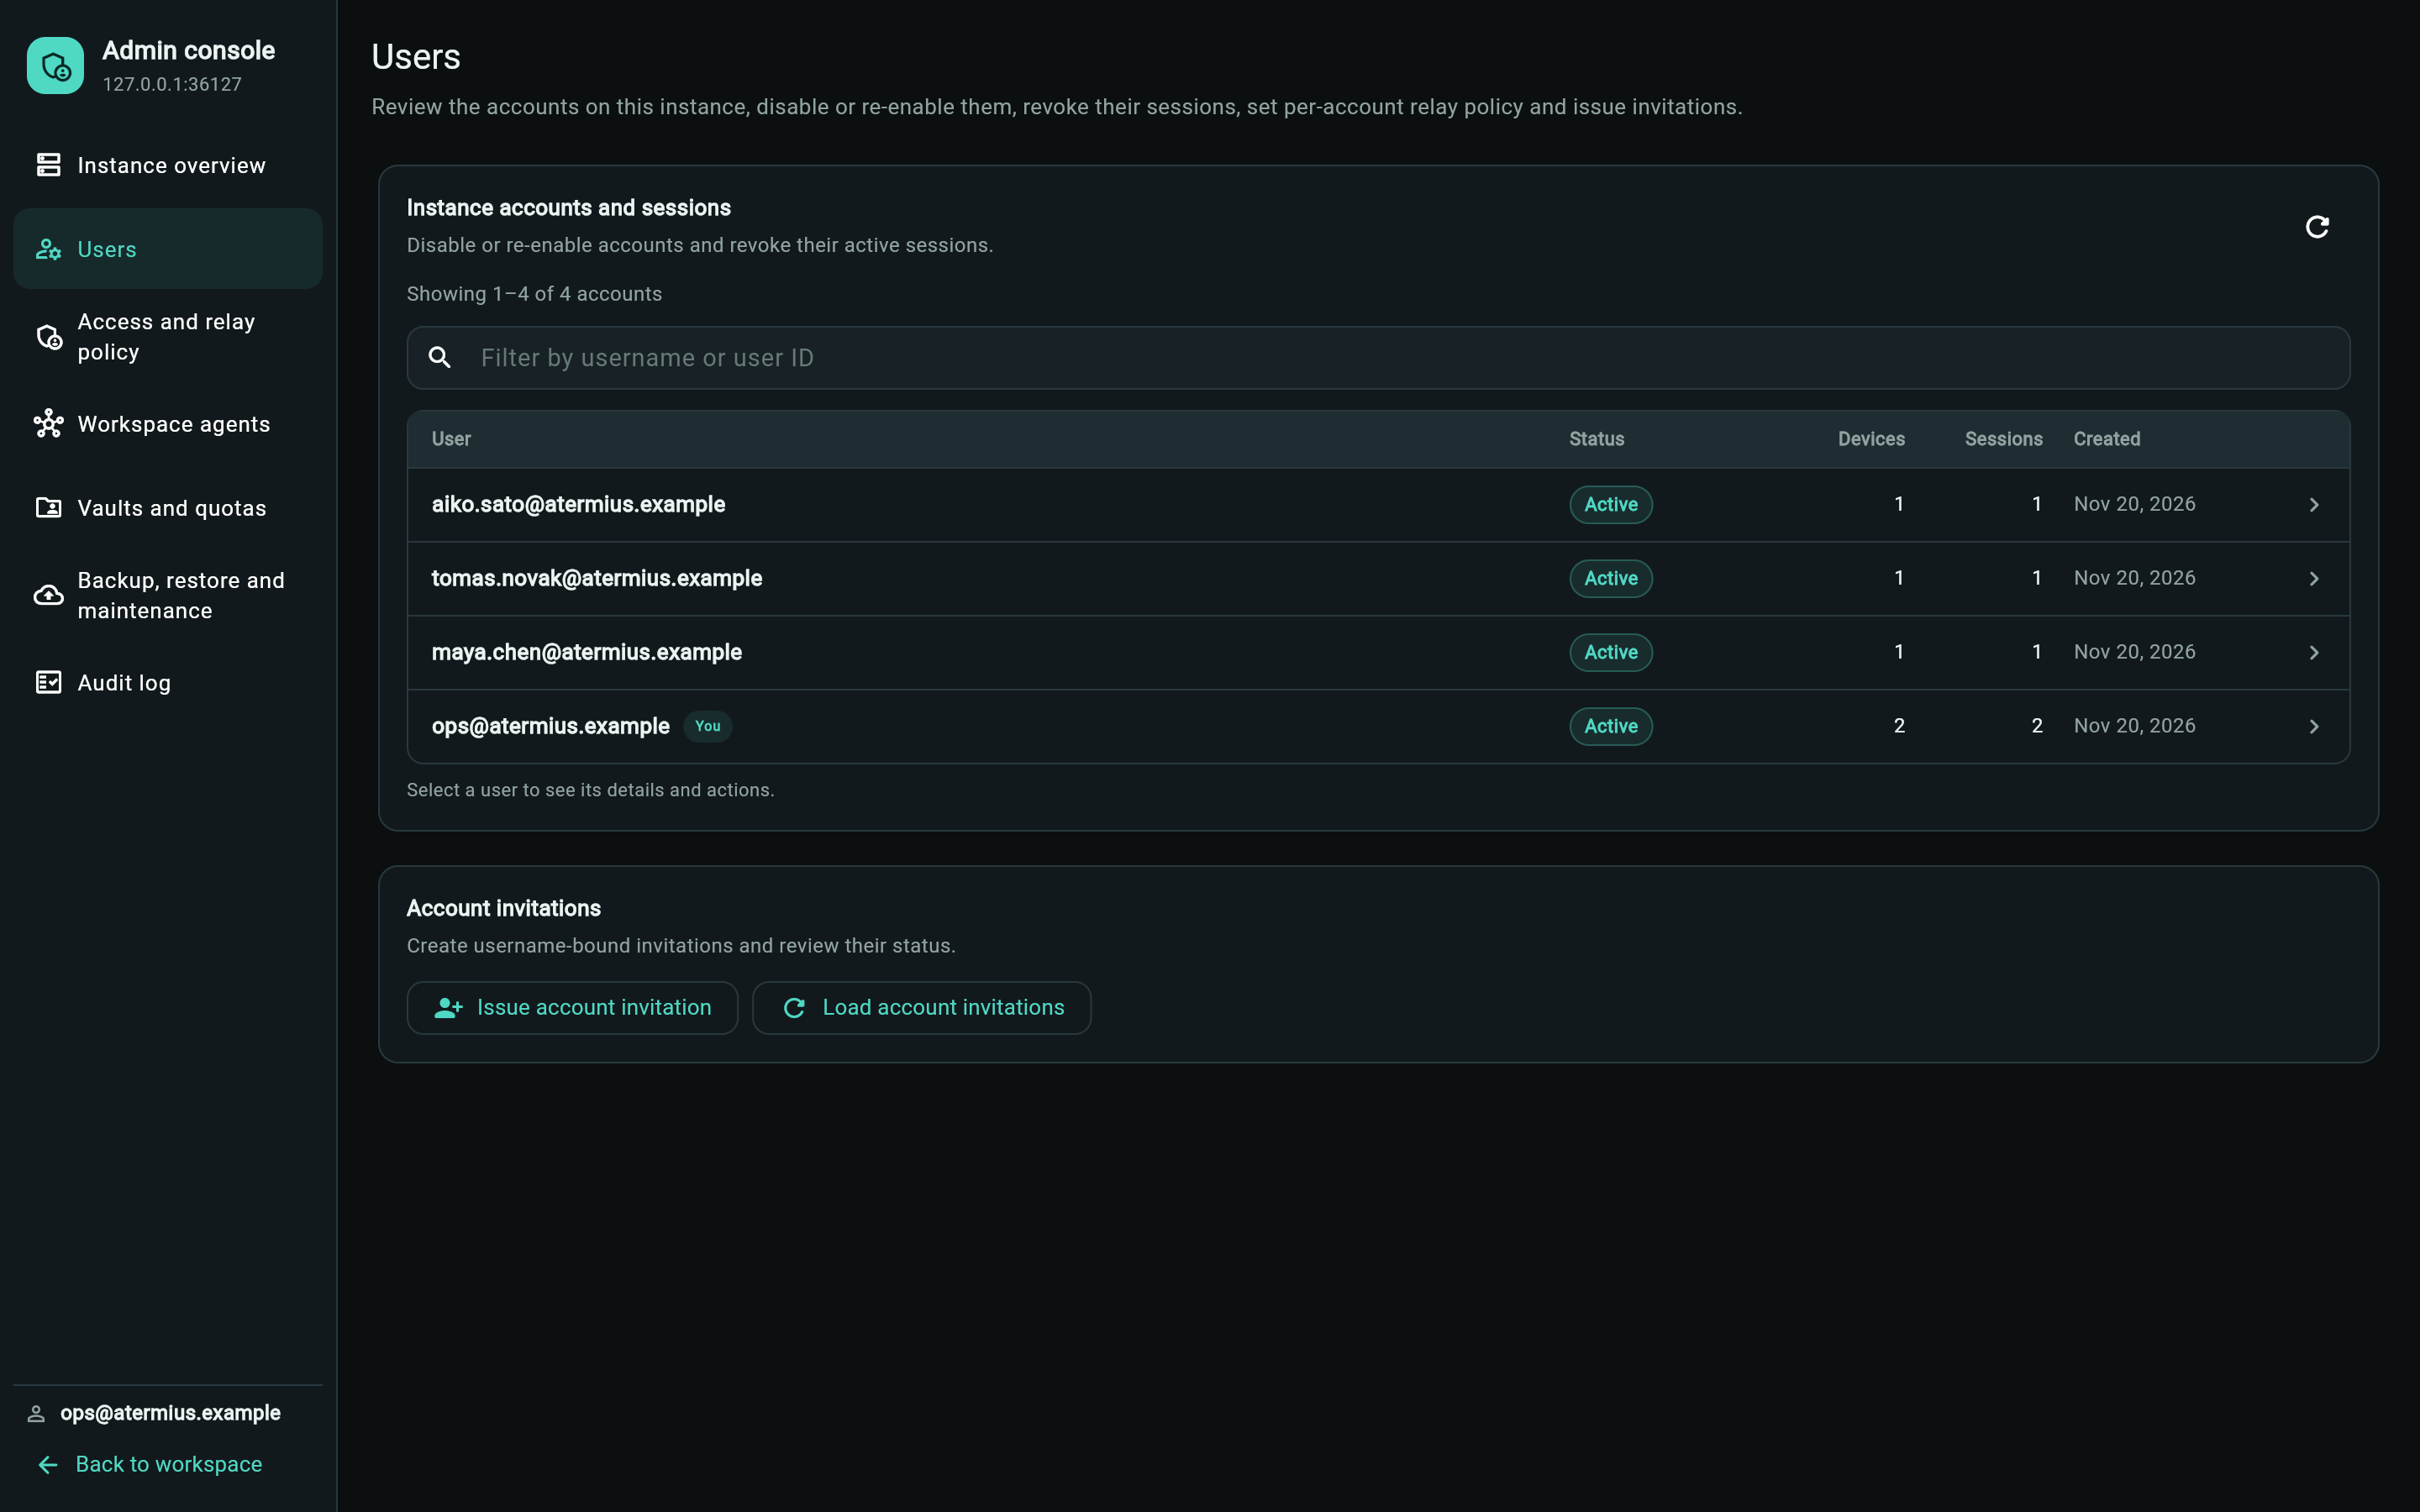 Admin console
127.0.0.1:36127
Instance overview
Users
Access and relay
policy
Workspace agents
Vaults and quotas
Backup, restore and
maintenance
Audit log
ops@atermius.example
Back to workspace
Users
Review the accounts on this instance, disable or re-enable them, revoke their sessions, set per-account relay policy and issue invitations.
Instance accounts and sessions
Disable or re-enable accounts and revoke their active sessions.
Showing 1–4 of 4 accounts
Filter by username or user ID
User Status Devices Sessions Created
aiko.sato@atermius.example Active 1 1 Nov 20, 2026
tomas.novak@atermius.example Active 1 1 Nov 20, 2026
maya.chen@atermius.example Active 1 1 Nov 20, 2026
ops@atermius.example You Active 2 2 Nov 20, 2026
Select a user to see its details and actions.
Account invitations
Create username-bound invitations and review their status.
Issue account invitation Load account invitations